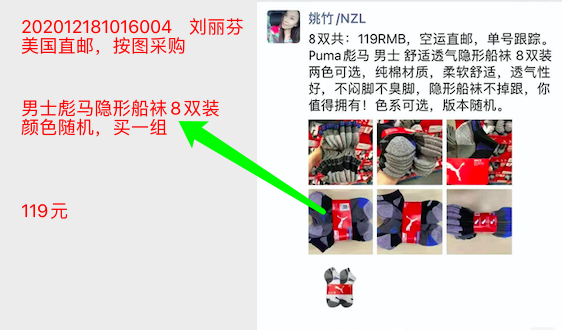 202012181016004 刘丽芬
美国直邮，按图采购
男士彪马隐形船袜8双装
颜色随机，买一组
119元
姚竹/NZL
8双共：119RMB，空运直邮，单号跟踪。
Puma彪马 男士 舒适透气隐形船袜 8双装
两色可选，纯棉材质，柔软舒适，透气性
好，不闷脚不臭脚，隐形船袜不掉跟，你
值得拥有！色系可选，版本随机。